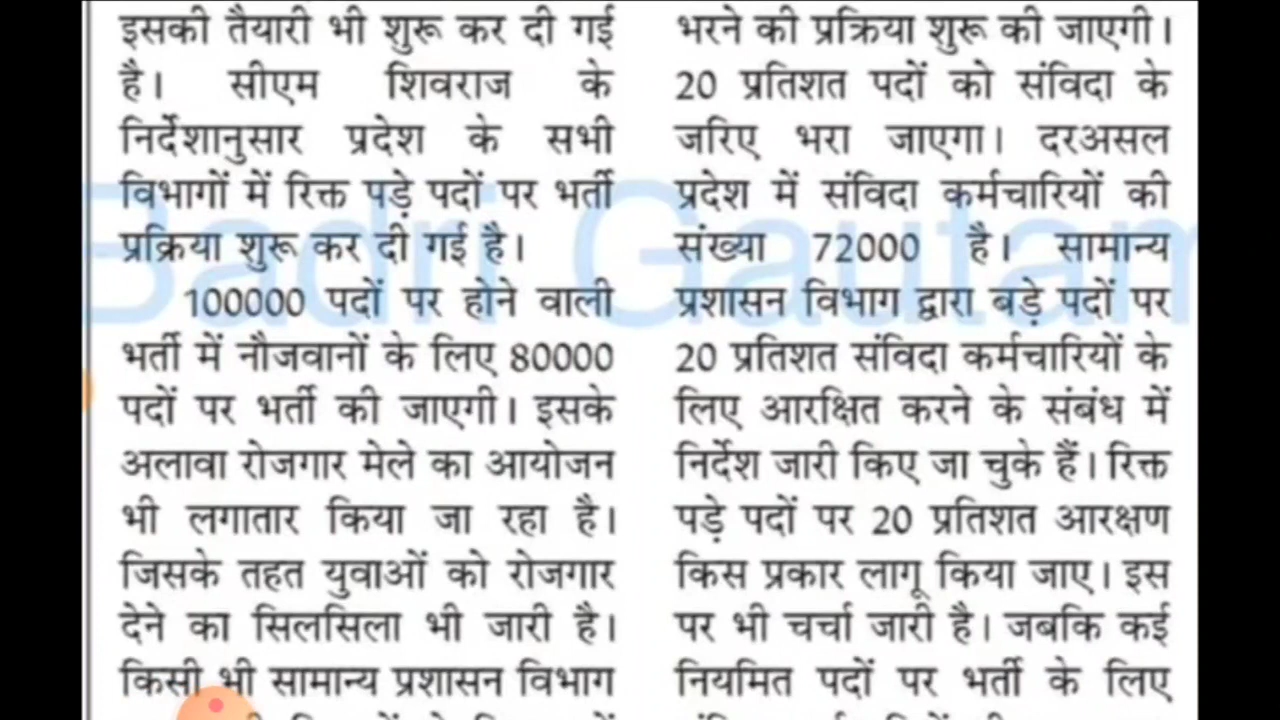 इसकी तैयारी भी शुरू कर दी गई
है। सीएम शिवराज के
निर्देशानुसार प्रदेश के सभी
विभागों में रिक्त पड़े पदों पर भर्ती
प्रक्रिया शुरू कर दी गई है।
100000 पदों पर होने वाली
भर्ती में नौजवानों के लिए 80000
पदों पर भर्ती की जाएगी। इसके
अलावा रोजगार मेले का आयोजन
भी लगातार किया जा रहा है।
जिसके तहत युवाओं को रोजगार
देने का सिलसिला भी जारी है।
किसी भी सामान्य प्रशासन विभाग
भरने की प्रक्रिया शुरू की जाएगी।
20 प्रतिशत पदों को संविदा के
जरिए भरा जाएगा। दरअसल
प्रदेश में संविदा कर्मचारियों की
संख्या 72000 है। सामान्य
प्रशासन विभाग द्वारा बड़े पदों पर
20 प्रतिशत संविदा कर्मचारियों के
लिए आरक्षित करने के संबंध में
निर्देश जारी किए जा चुके हैं। रिक्त
पड़े पदों पर 20 प्रतिशत आरक्षण
किस प्रकार लागू किया जाए। इस
पर भी चर्चा जारी है। जबकि कई
नियमित पदों पर भर्ती के लिए
Badri Gautam